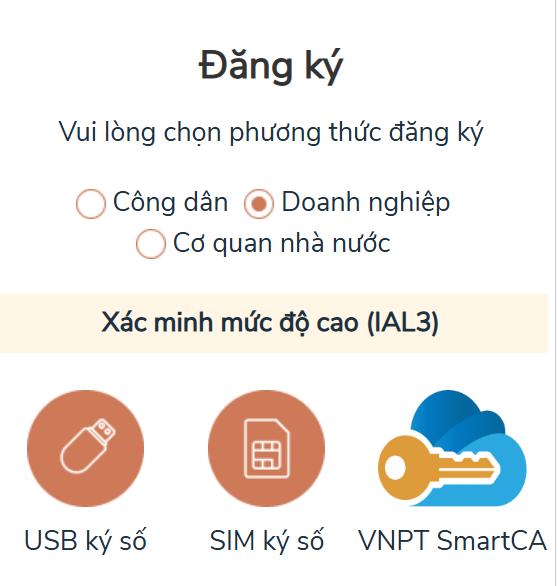 Đăng ký
Vui lòng chọn phương thức đăng ký
Công dân Doanh nghiệp
Cơ quan nhà nước
Xác minh mức độ cao (IAL3)
USB ký số SIM ký số VNPT SmartCA